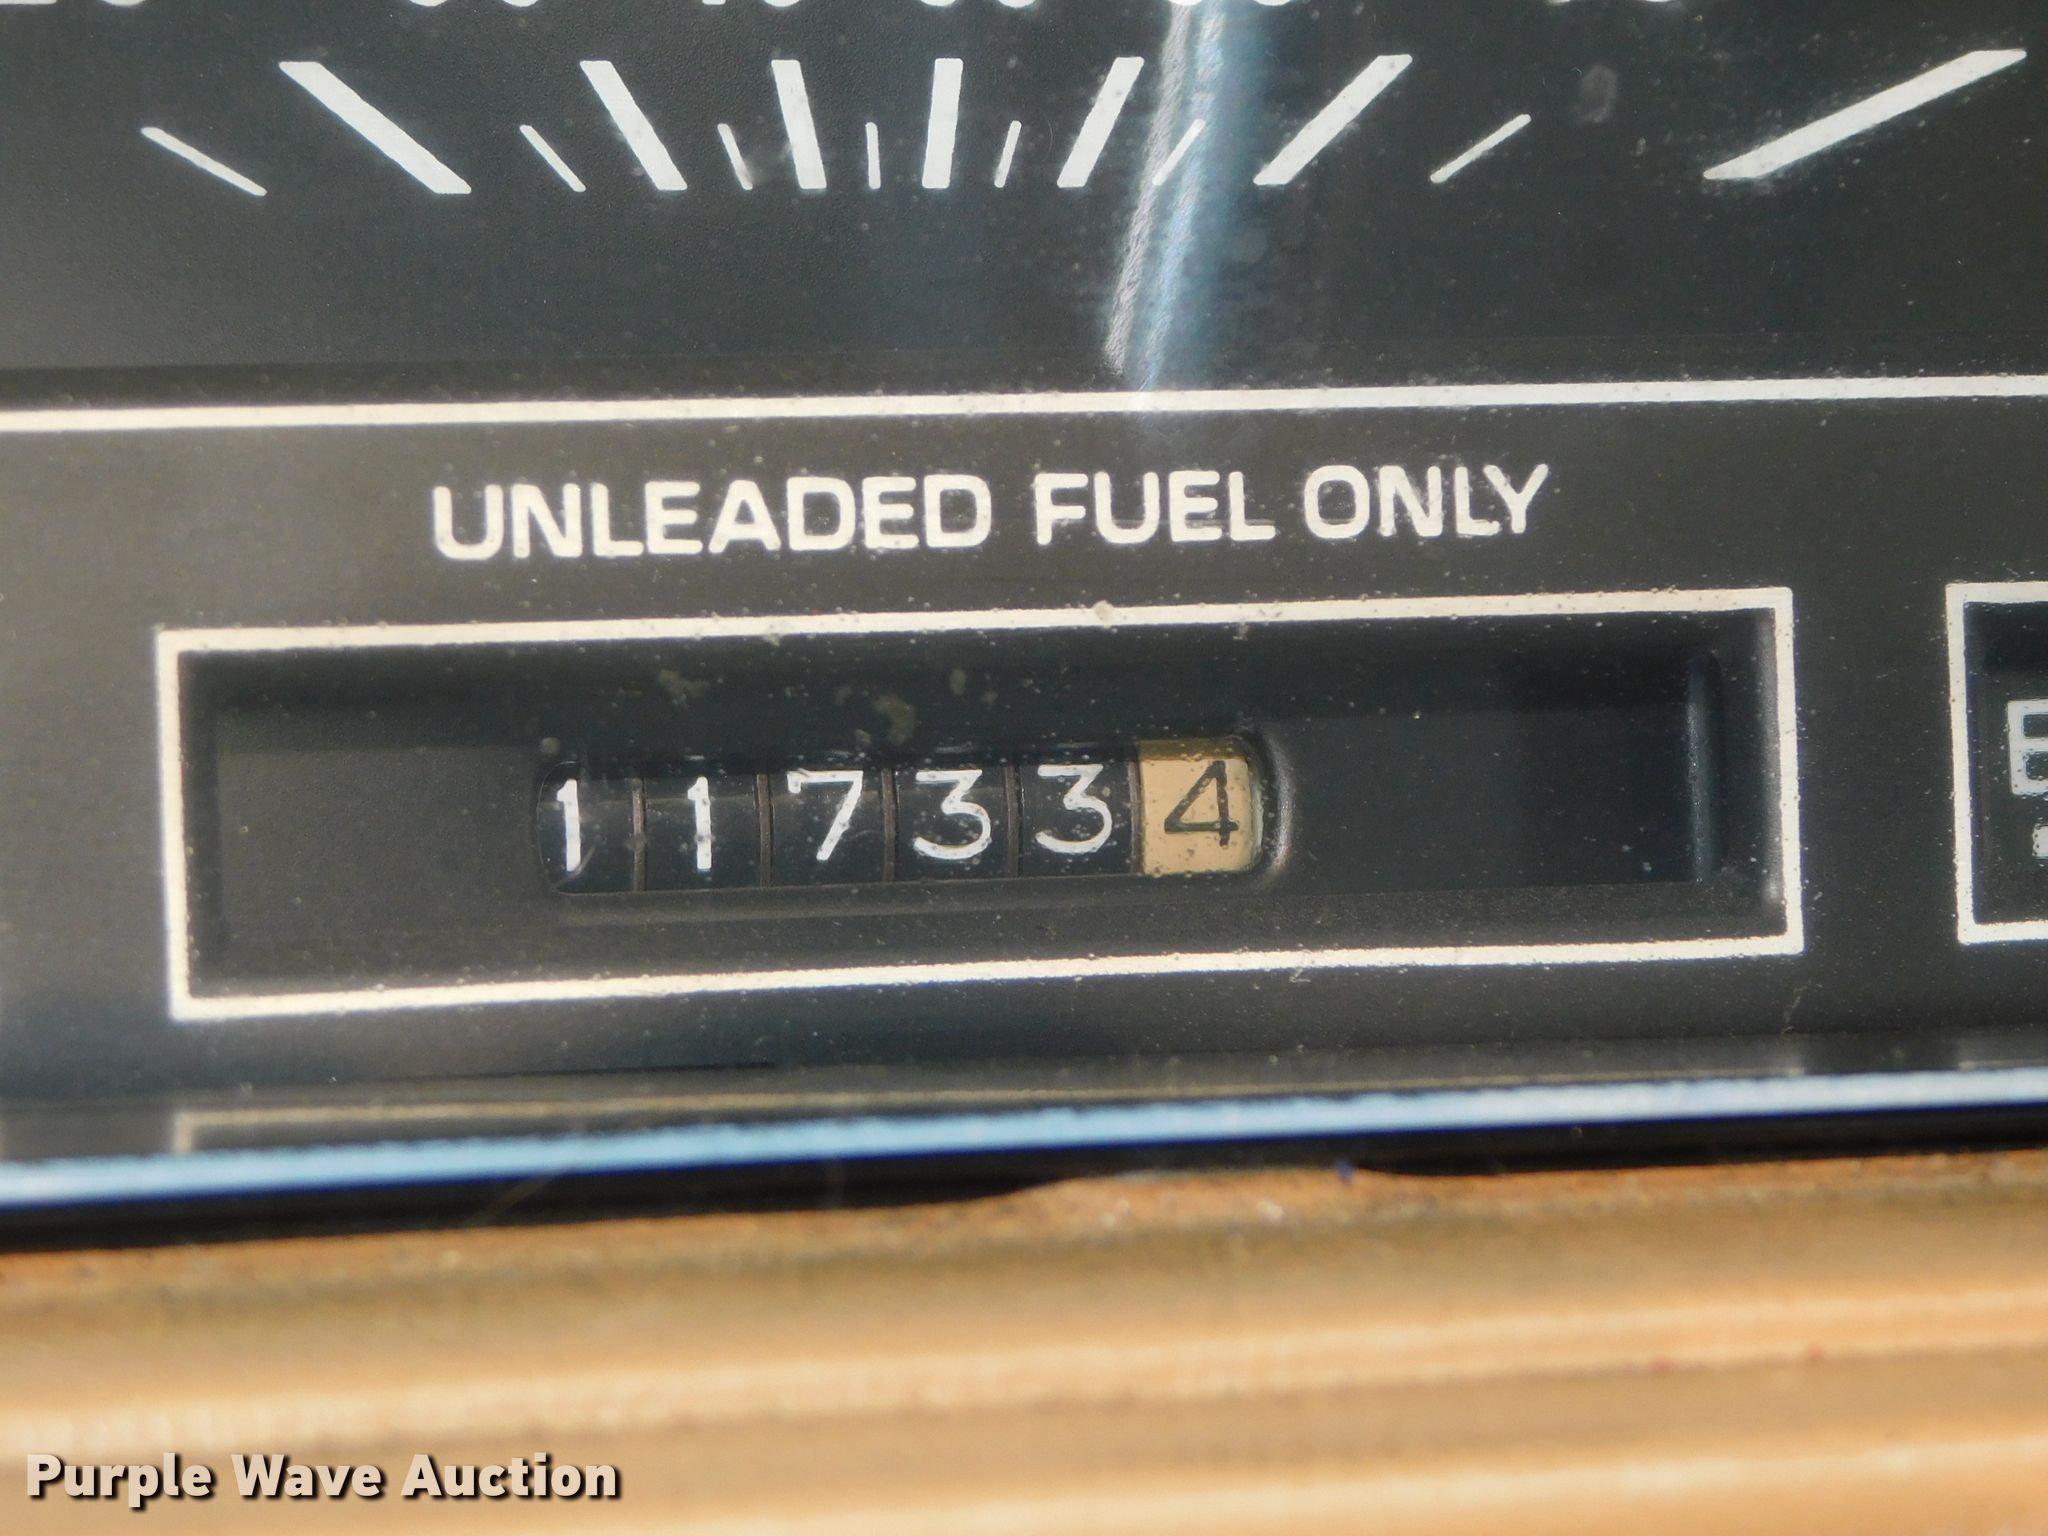 UNLEADED FUEL ONLY
117334
Purple Wave Auction